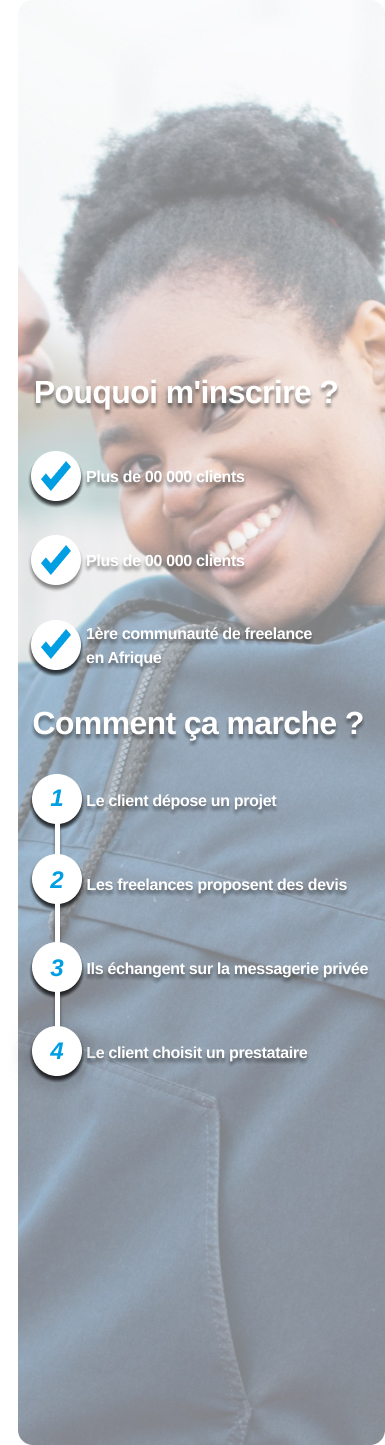 Pouquoi m'inscrire ?
Plus de 00 000 clients
Plus de 00 000 clients
1ère communauté de freelance
en Afrique
Comment ça marche ?
1 Le client dépose un projet
2 Les freelances proposent des devis
3 Ils échangent sur la messagerie privée
4 Le client choisit un prestataire